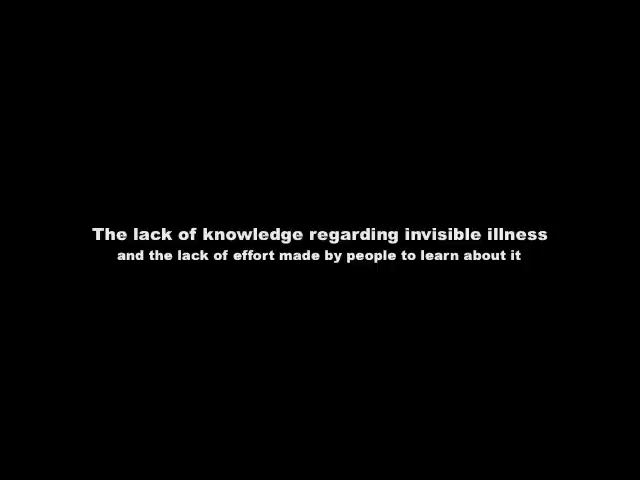 The lack of knowledge regarding invisible illness
and the lack of effort made by people to learn about it